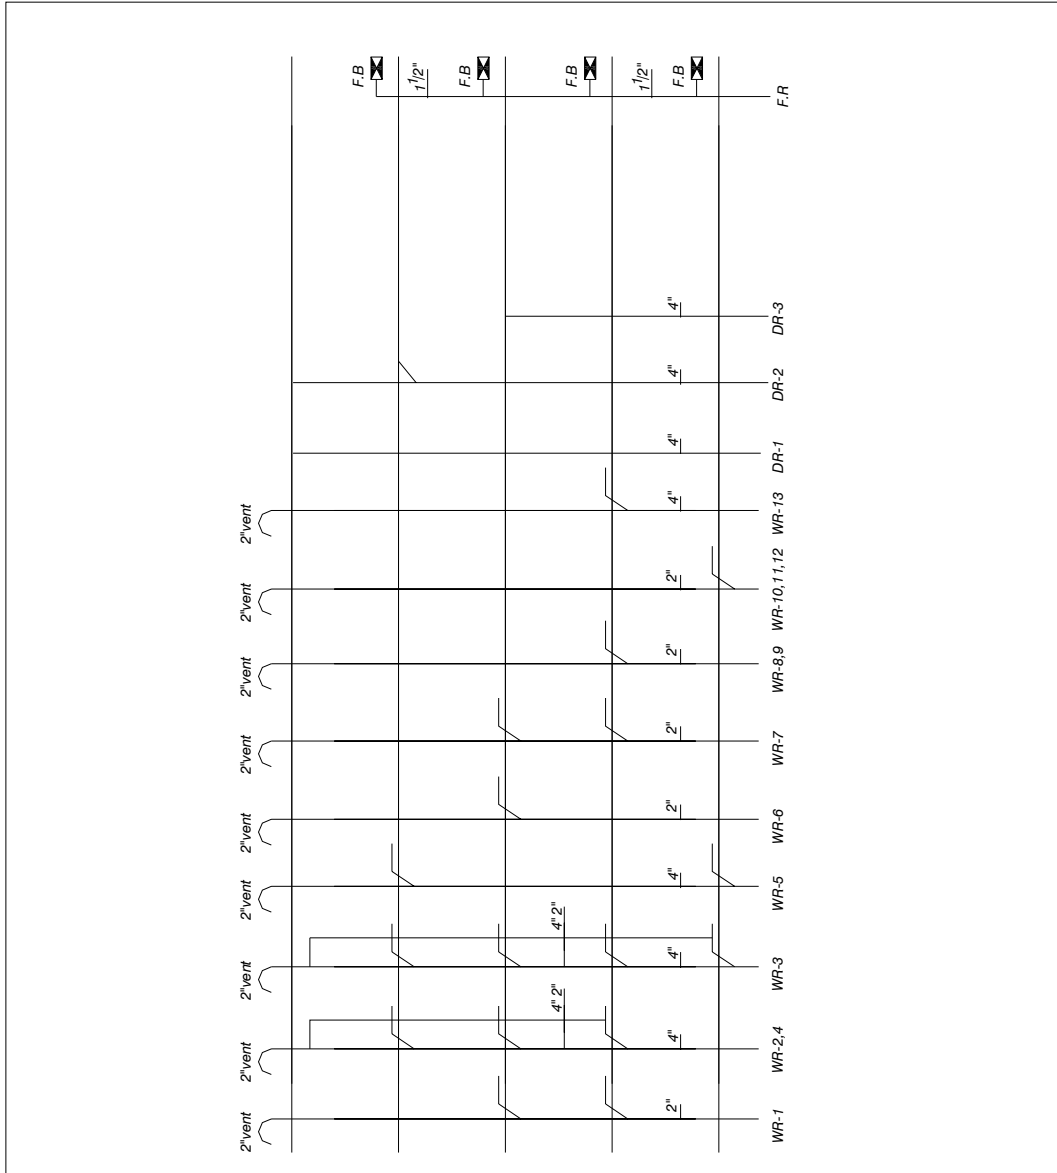 F.B
1 1/2"
F.B
F.B
1 1/2"
F.B
F.R
4"
DR-3
4"
DR-2
4"
DR-1
2"vent
4"
WR-13
2"vent
2"
WR-10,11,12
2"vent
2"
WR-8,9
2"vent
2"
WR-7
2"vent
2"
WR-6
2"vent
4"
WR-5
2"vent
4" 2"
4"
WR-3
2"vent
4" 2"
4"
WR-2,4
2"vent
2"
WR-1